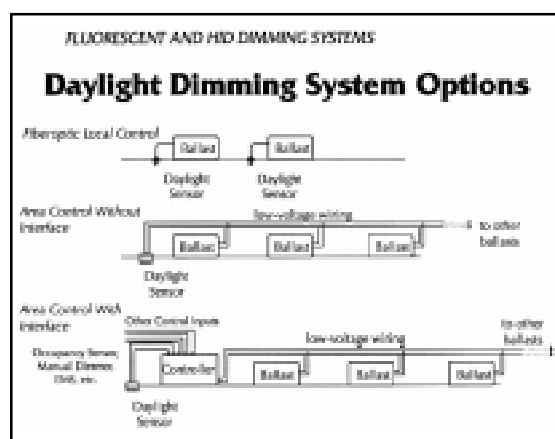 FLUORESCENT AND HID DIMMING SYSTEMS
Daylight Dimming System Options
Fiberoptic Local Control
Ballast
Ballast
Daylight
Sensor
Daylight
Sensor
Area Control Without
Interface
low-voltage wiring
to other
ballasts
Ballast
Ballast
Ballast
Daylight
Sensor
Area Control With
Interface
Other Control Inputs
to other
ballasts
low-voltage wiring
Occupancy Sensor,
Manual Dimmer,
etc.
Controller
Ballast
Ballast
Ballast
Daylight
Sensor